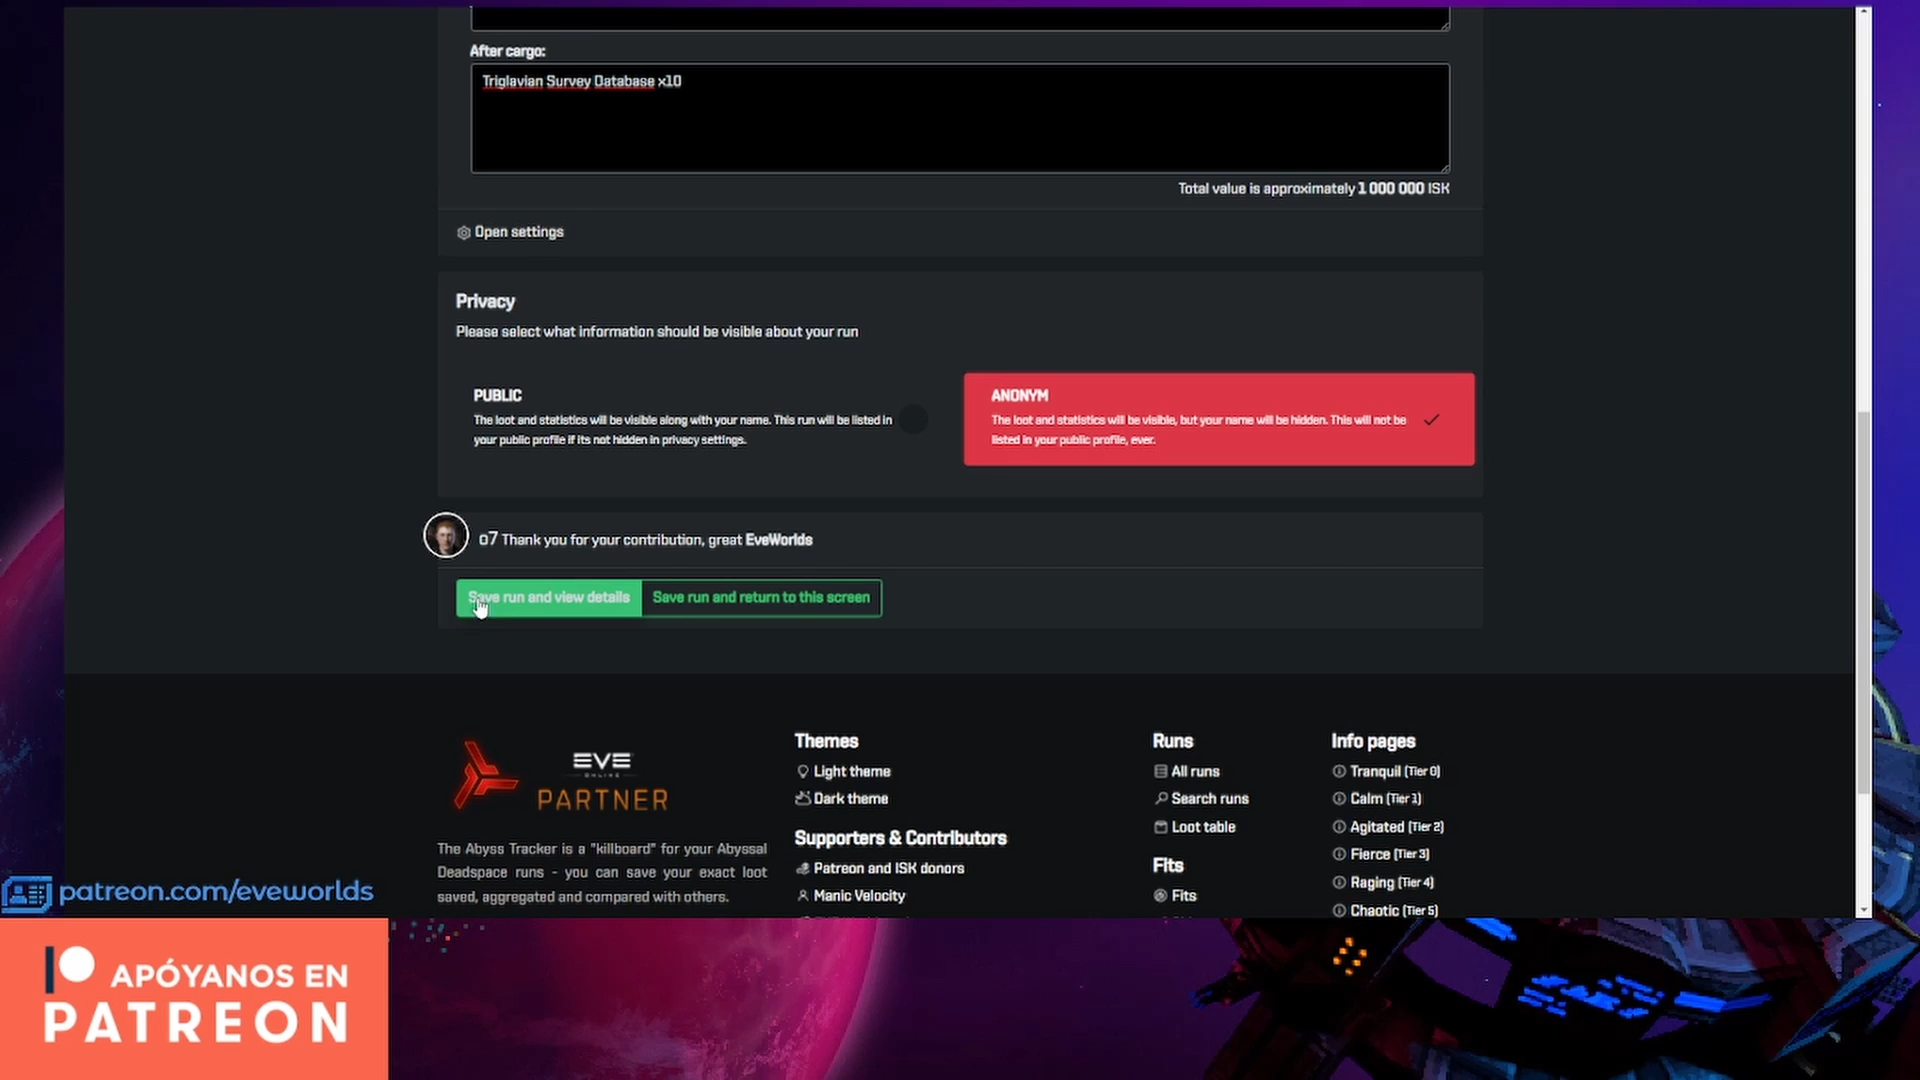 After cargo:
Triglavian Survey Database x10
Total value is approximately 1 000 000 ISK
Open settings
Privacy
Please select what information should be visible about your run
PUBLIC
The loot and statistics will be visible along with your name. This run will be listed in
your public profile if its not hidden in privacy settings.
ANONYM
The loot and statistics will be visible, but your name will be hidden. This will not be
listed in your public profile, ever.
o7 Thank you for your contribution, great EveWorlds
Save run and view details
Save run and return to this screen
EVE
ONLINE
PARTNER
The Abyss Tracker is a "killboard" for your Abyssal
Deadspace runs - you can save your exact loot
saved, aggregated and compared with others.
Themes
Light theme
Dark theme
Supporters & Contributors
Patreon and ISK donors
Manic Velocity
Runs
All runs
Search runs
Loot table
Fits
Fits
Info pages
Tranquil (Tier 0)
Calm (Tier 1)
Agitated (Tier 2)
Fierce (Tier 3)
Raging (Tier 4)
Chaotic (Tier 5)
patreon.com/eveworlds
APÓYANOS EN
PATREON